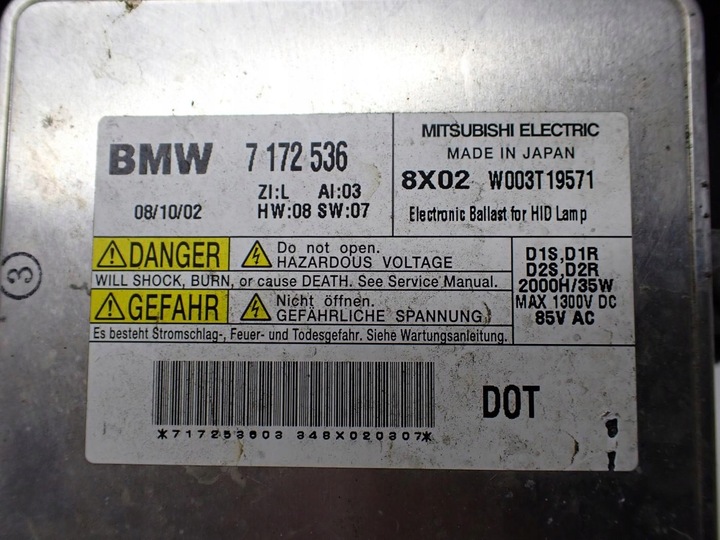 BMW 7 172 536
ZI:L AI:03
08/10/02 HW:08 SW:07
MITSUBISHI ELECTRIC
MADE IN JAPAN
8X02 W003T19571
Electronic Ballast for HID Lamp
DANGER
Do not open.
HAZARDOUS VOLTAGE
WILL SHOCK, BURN, or cause DEATH. See Service Manual.
GEFAHR
Nicht öffnen.
GEFÄHRLICHE SPANNUNG
Es besteht Stromschlag-, Feuer- und Todesgefahr. Siehe Wartungsanleitung.
D1S,D1R
D2S,D2R
2000H/35W
MAX 1300V DC
85V AC
*717253603 348X020307*
DOT
3